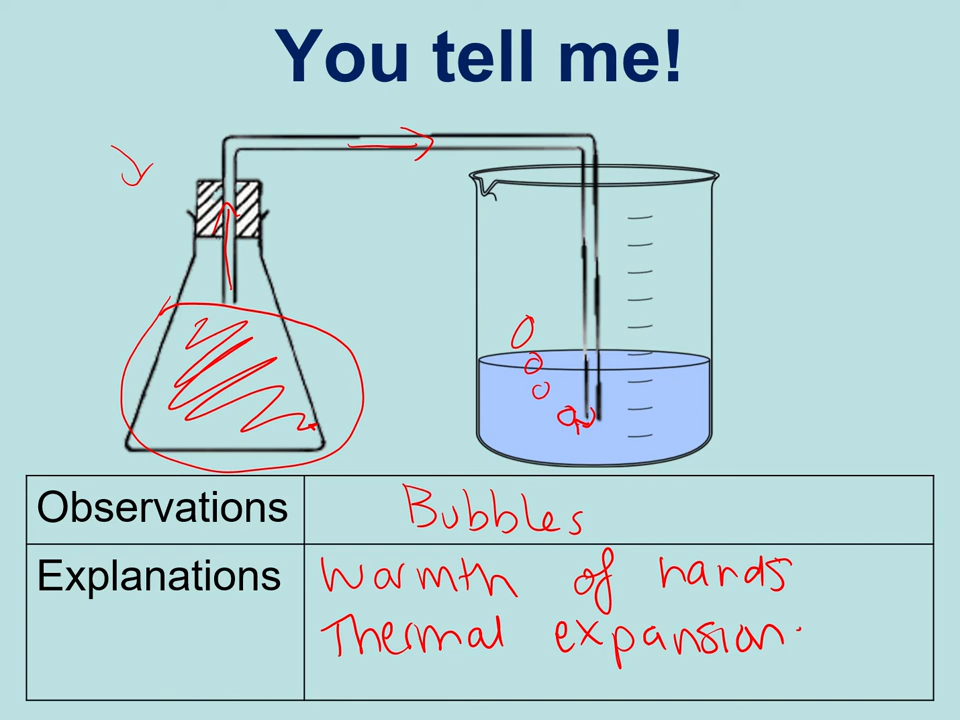 You tell me!
Observations
Bubbles
Explanations
Warmth of hands
Thermal expansion.